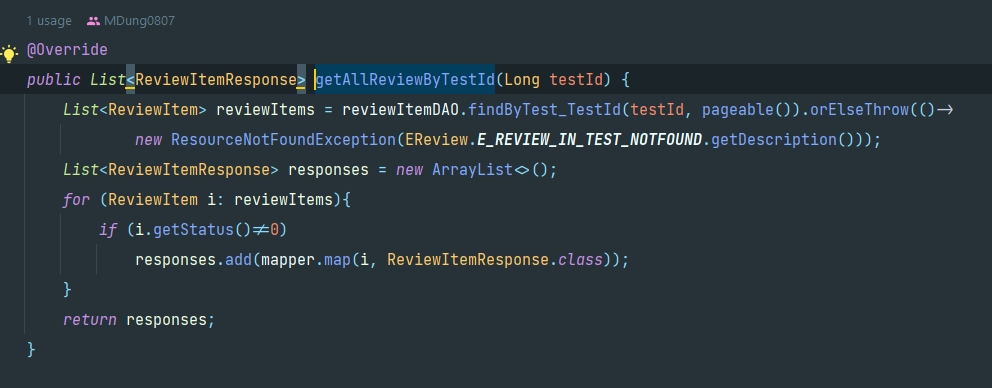 1 usage MDung0807
@Override
public List<ReviewItemResponse> getAllReviewByTestId(Long testId) {
List<ReviewItem> reviewItems = reviewItemDAO.findByTest_TestId(testId, pageable()).orElseThrow(()->
new ResourceNotFoundException(EReview.E_REVIEW_IN_TEST_NOTFOUND.getDescription()));
List<ReviewItemResponse> responses = new ArrayList<>();
for (ReviewItem i: reviewItems){
if (i.getStatus()!=0)
responses.add(mapper.map(i, ReviewItemResponse.class));
}
return responses;
}